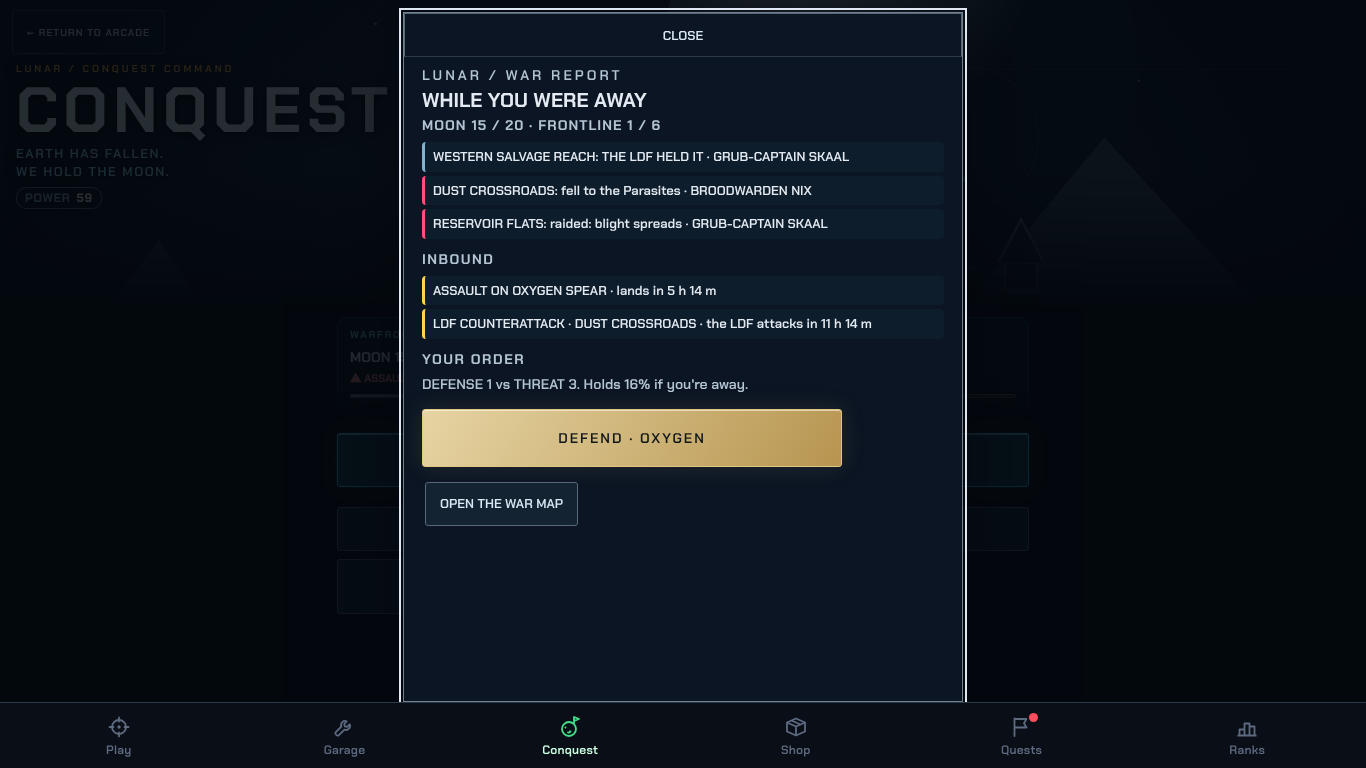 ← RETURN TO ARCADE
LUNAR / CONQUEST COMMAND
CONQUEST
EARTH HAS FALLEN.
WE HOLD THE MOON.
POWER 59
CLOSE
LUNAR / WAR REPORT
WHILE YOU WERE AWAY
MOON 15 / 20 · FRONTLINE 1 / 6
WESTERN SALVAGE REACH: THE LDF HELD IT · GRUB-CAPTAIN SKAAL
DUST CROSSROADS: fell to the Parasites · BROODWARDEN NIX
RESERVOIR FLATS: raided: blight spreads · GRUB-CAPTAIN SKAAL
INBOUND
ASSAULT ON OXYGEN SPEAR · lands in 5 h 14 m
LDF COUNTERATTACK · DUST CROSSROADS · the LDF attacks in 11 h 14 m
YOUR ORDER
DEFENSE 1 vs THREAT 3. Holds 16% if you're away.
DEFEND · OXYGEN
OPEN THE WAR MAP
MOON
Play
Garage
Conquest
Shop
Quests
Ranks